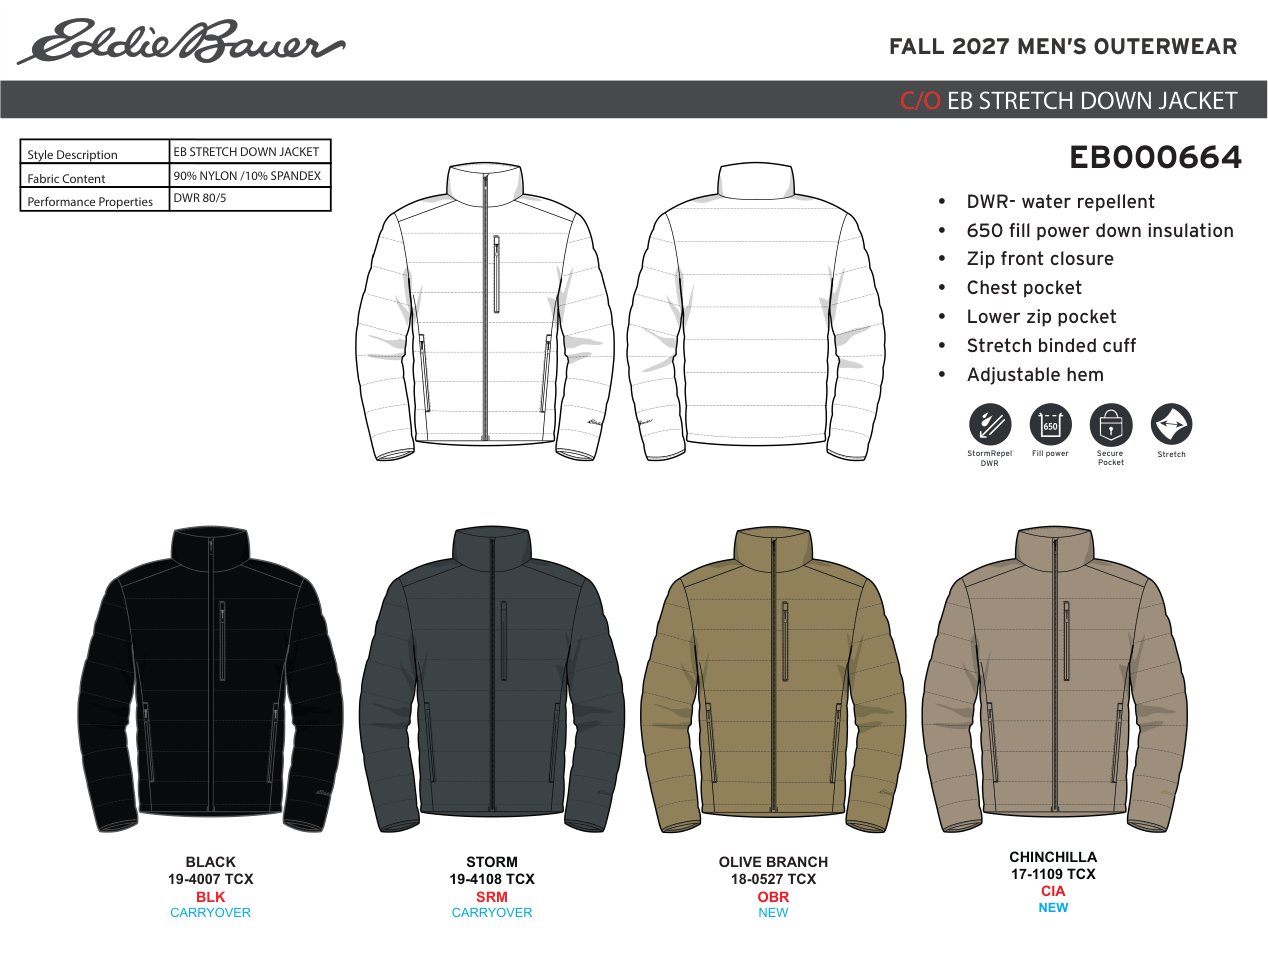 Eddie Bauer
FALL 2027 MEN'S OUTERWEAR
C/O EB STRETCH DOWN JACKET
Style Description EB STRETCH DOWN JACKET
Fabric Content 90% NYLON /10% SPANDEX
Performance Properties DWR 80/5
EB000664
• DWR- water repellent
• 650 fill power down insulation
• Zip front closure
• Chest pocket
• Lower zip pocket
• Stretch binded cuff
• Adjustable hem
650
StormRepel
DWR
Fill power
Secure
Pocket
Stretch
Eddie
Bauer
BLACK
19-4007 TCX
BLK
CARRYOVER
STORM
19-4108 TCX
SRM
CARRYOVER
OLIVE BRANCH
18-0527 TCX
OBR
NEW
CHINCHILLA
17-1109 TCX
CIA
NEW